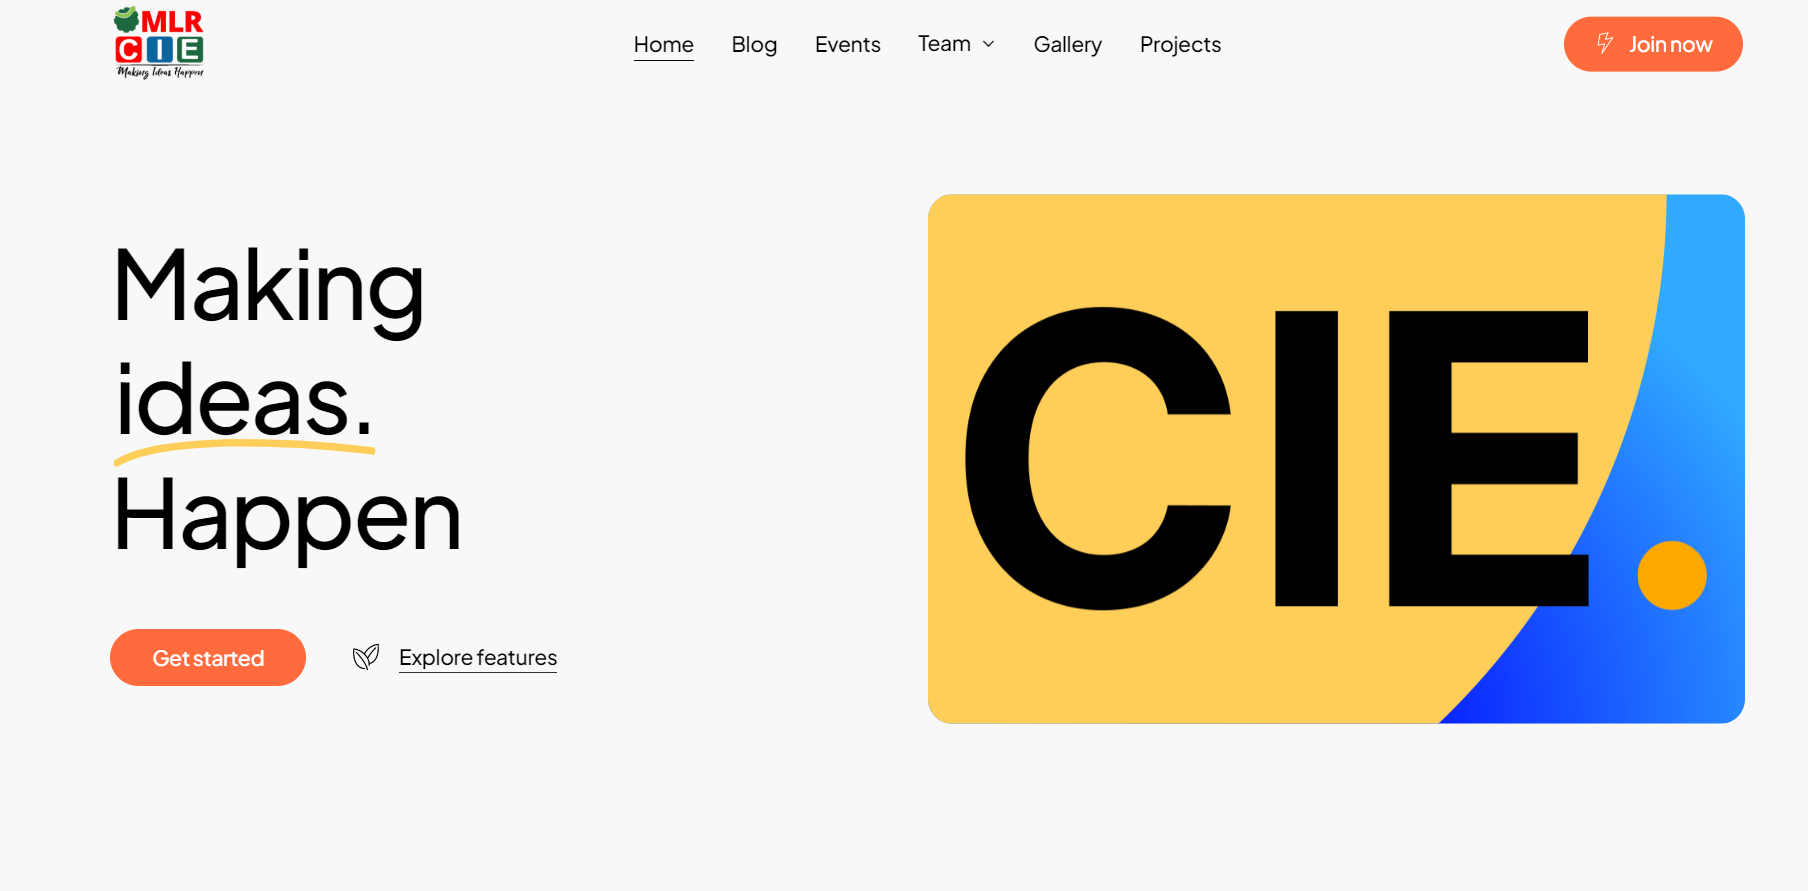 MLR
CIE
Making Ideas Happen
Home
Blog
Events
Team
Gallery
Projects
Join now
Making
ideas.
Happen
Get started
Explore features
CIE.